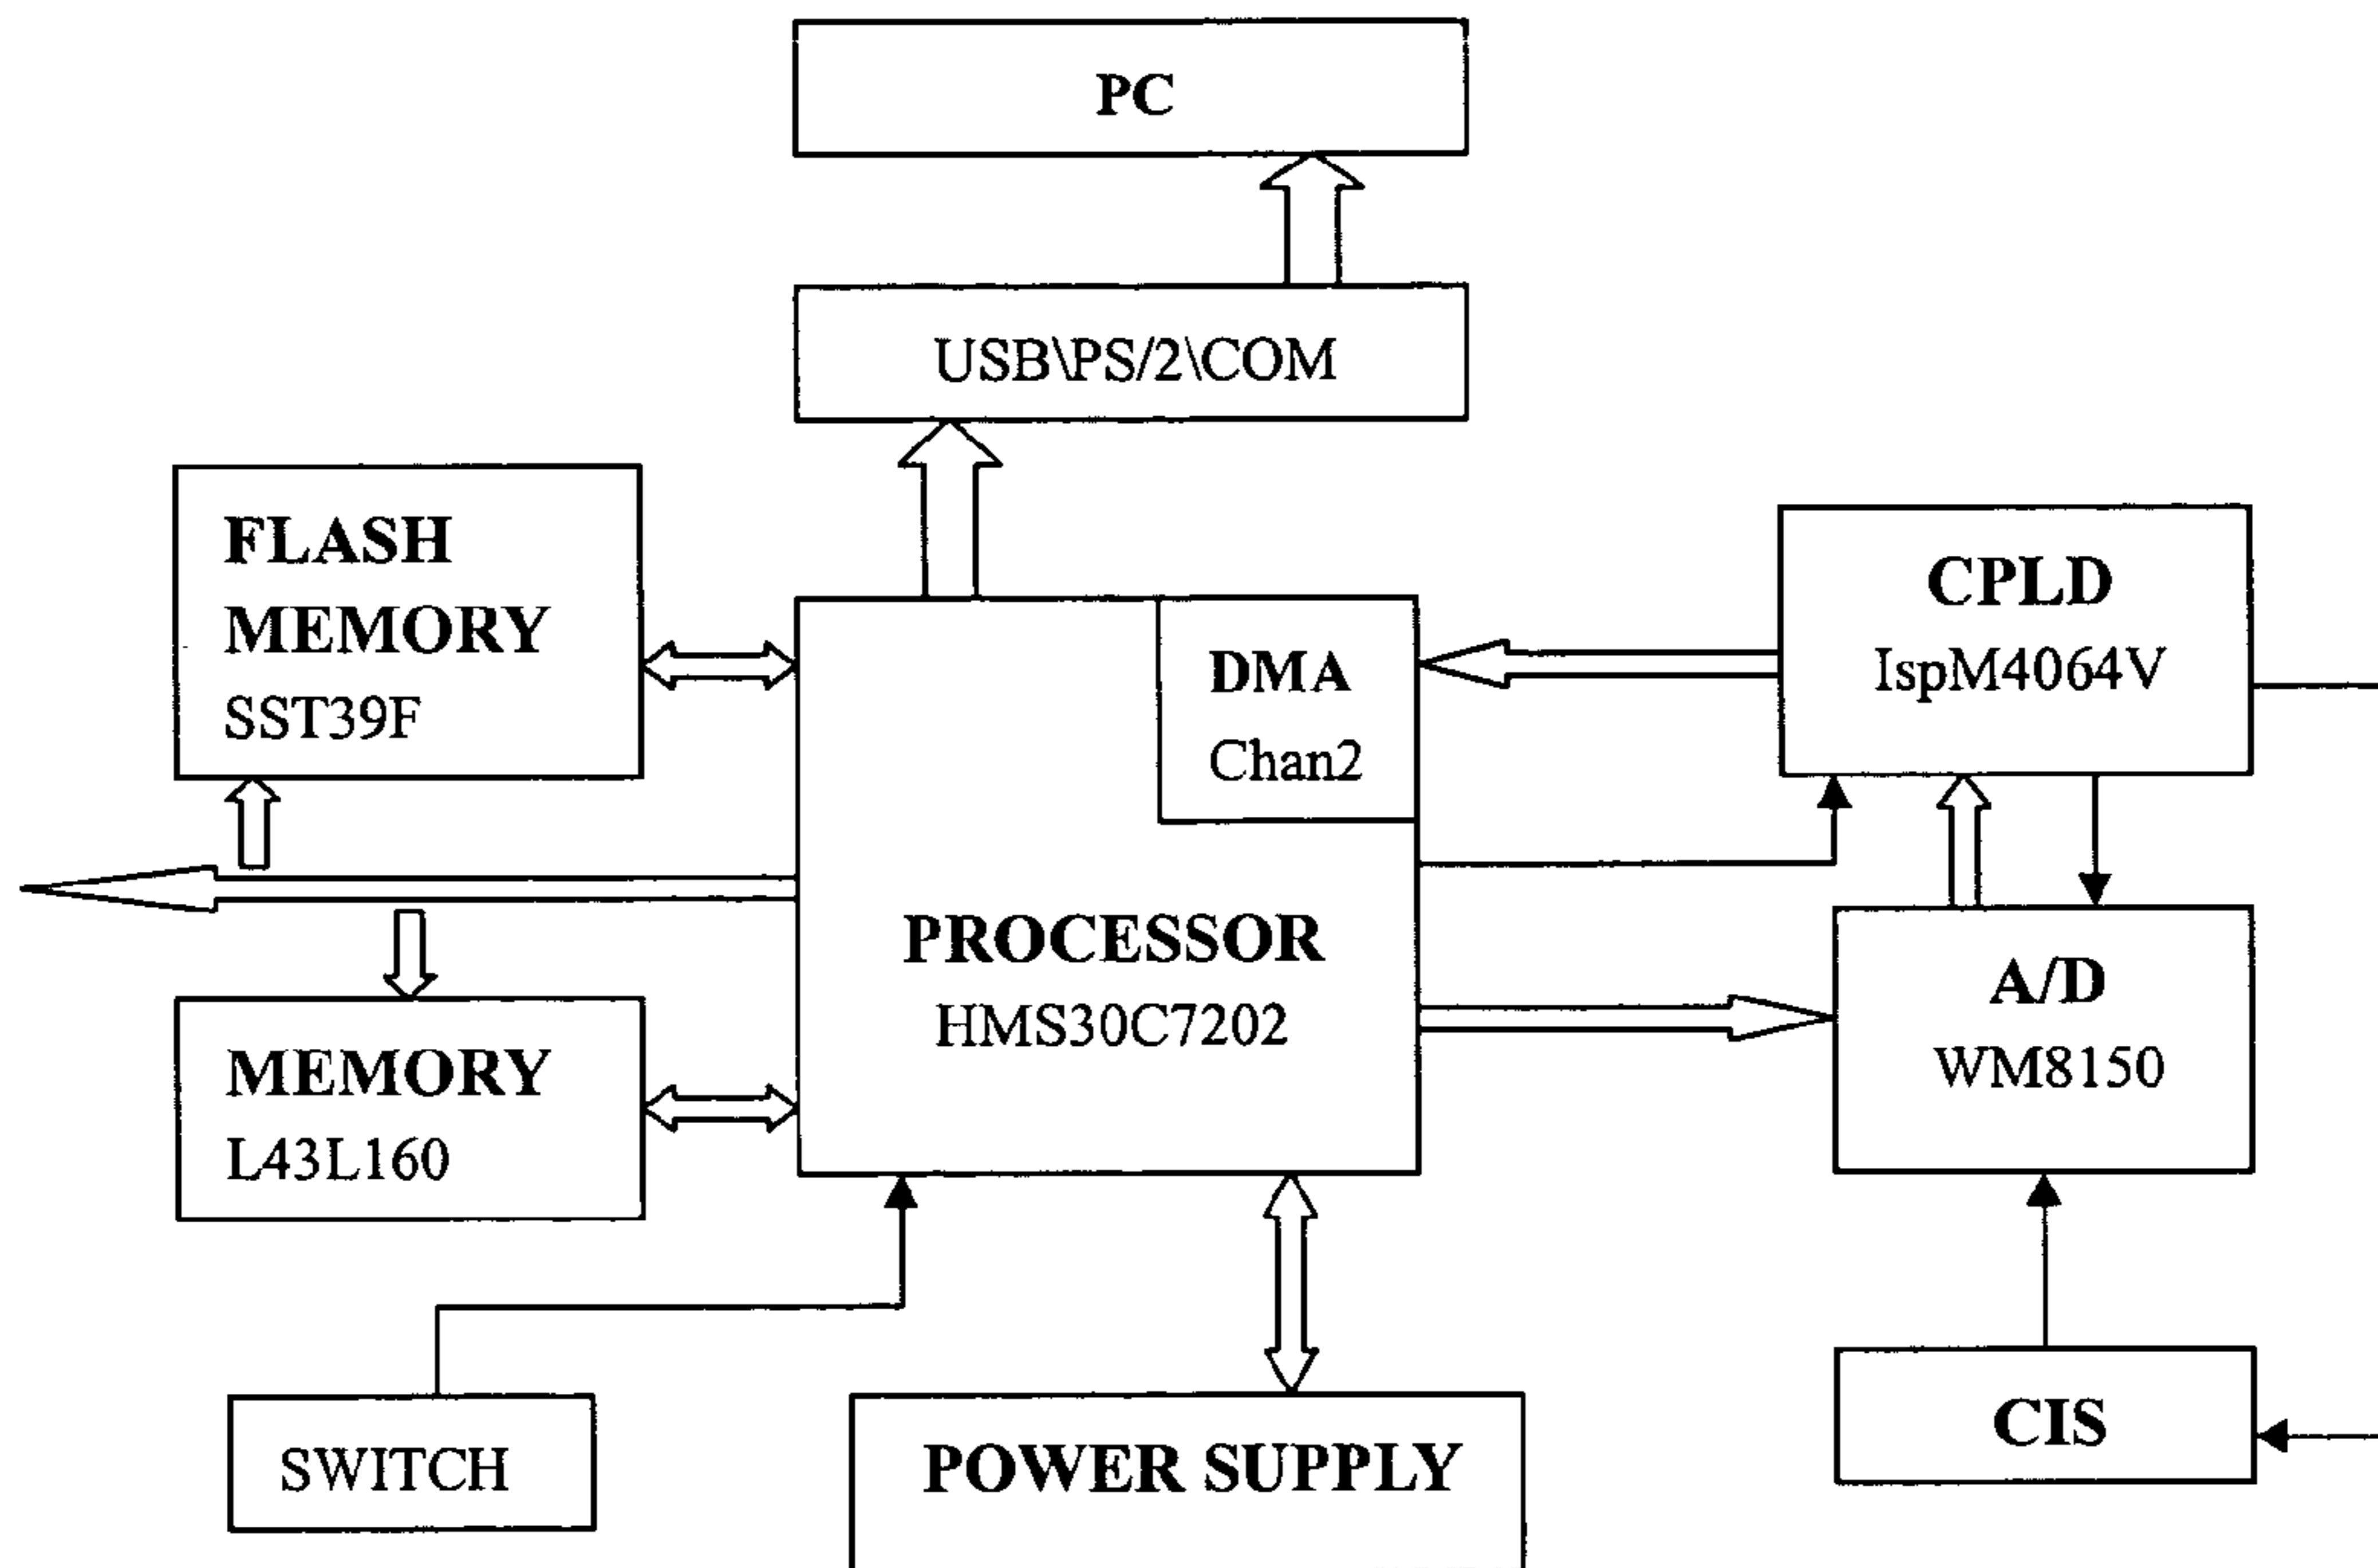 PC
USB\PS/2\COM
FLASH
MEMORY
SST39F
CPLD
IspM4064V
DMA
Chan2
PROCESSOR
HMS30C7202
A/D
WM8150
MEMORY
L43L160
SWITCH
POWER SUPPLY
CIS